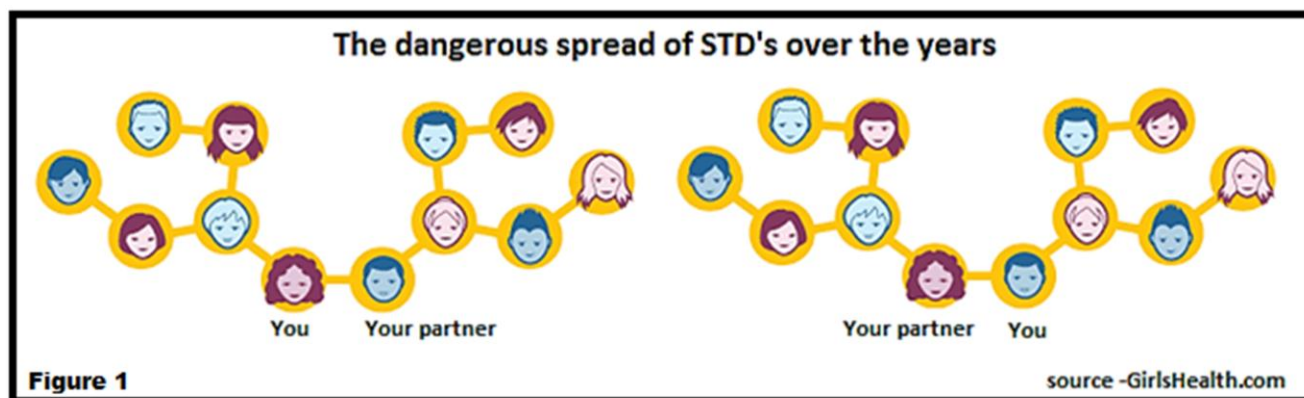 The dangerous spread of STD's over the years
You Your partner Your partner You
Figure 1 source -GirlsHealth.com